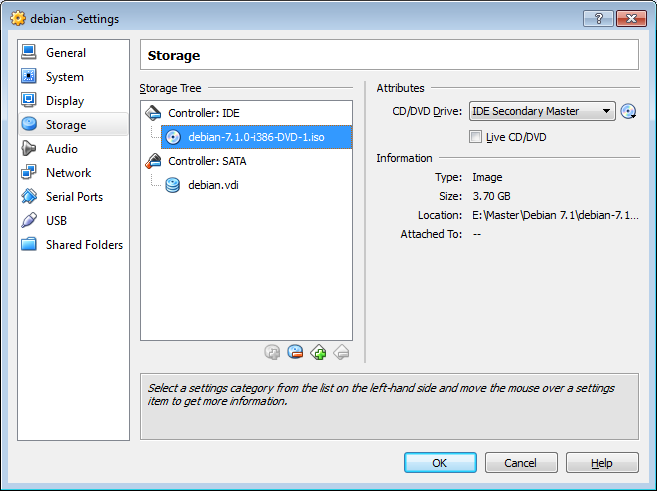 debian - Settings
General
System
Display
Storage
Audio
Network
Serial Ports
USB
Shared Folders
Storage
Storage Tree
Controller: IDE
debian-7.1.0-i386-DVD-1.iso
Controller: SATA
debian.vdi
Attributes
CD/DVD Drive: IDE Secondary Master
Live CD/DVD
Information
Type: Image
Size: 3.70 GB
Location: E:\Master\Debian 7.1\debian-7.1...
Attached To: --
Select a settings category from the list on the left-hand side and move the mouse over a settings
item to get more information.
OK Cancel Help